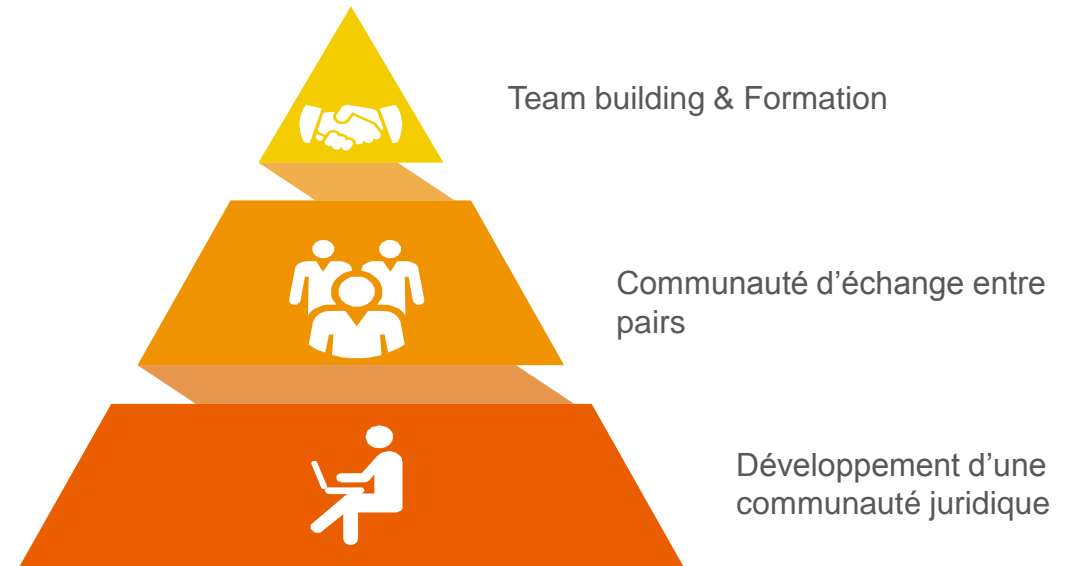 Team building & Formation
Communauté d’échange entre
pairs
Développement d’une
communauté juridique